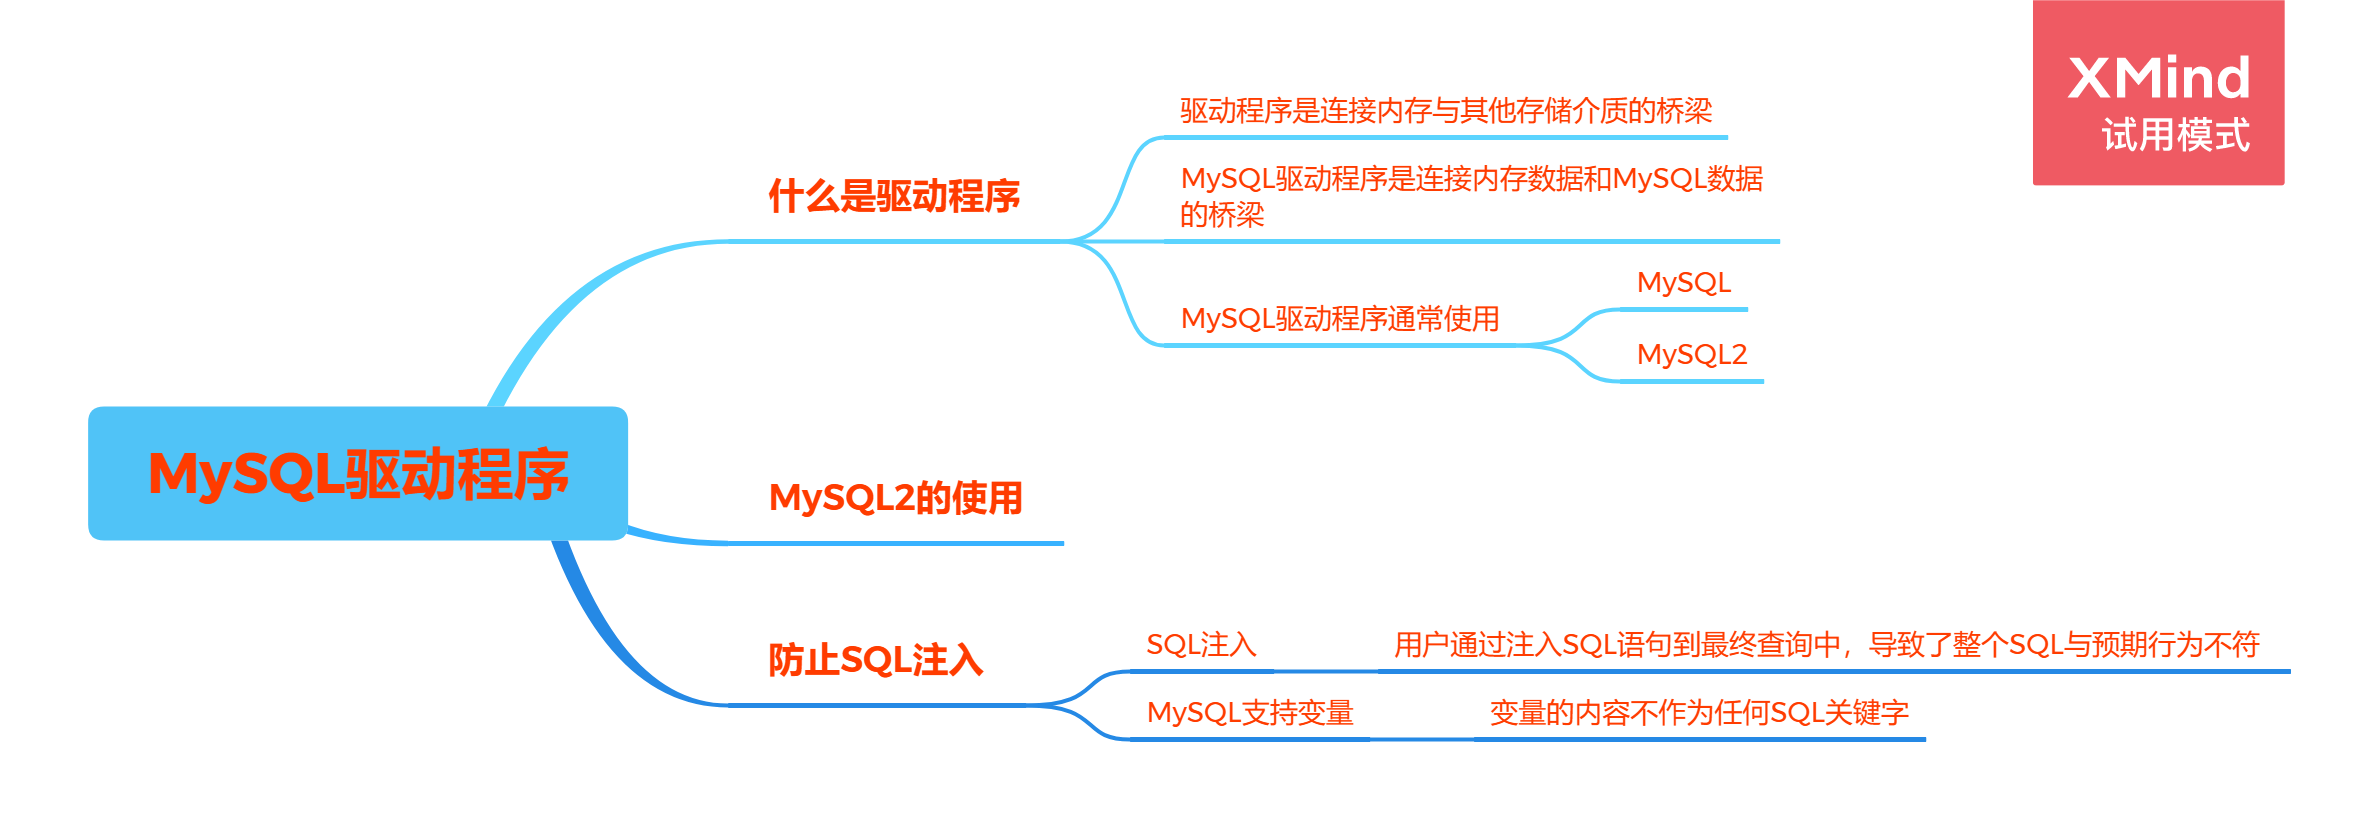 XMind
试用模式
驱动程序是连接内存与其他存储介质的桥梁
什么是驱动程序
MySQL驱动程序是连接内存数据和MySQL数据
的桥梁
MySQL驱动程序通常使用
MySQL
MySQL2
MySQL驱动程序
MySQL2的使用
防止SQL注入
SQL注入
用户通过注入SQL语句到最终查询中，导致了整个SQL与预期行为不符
MySQL支持变量
变量的内容不作为任何SQL关键字